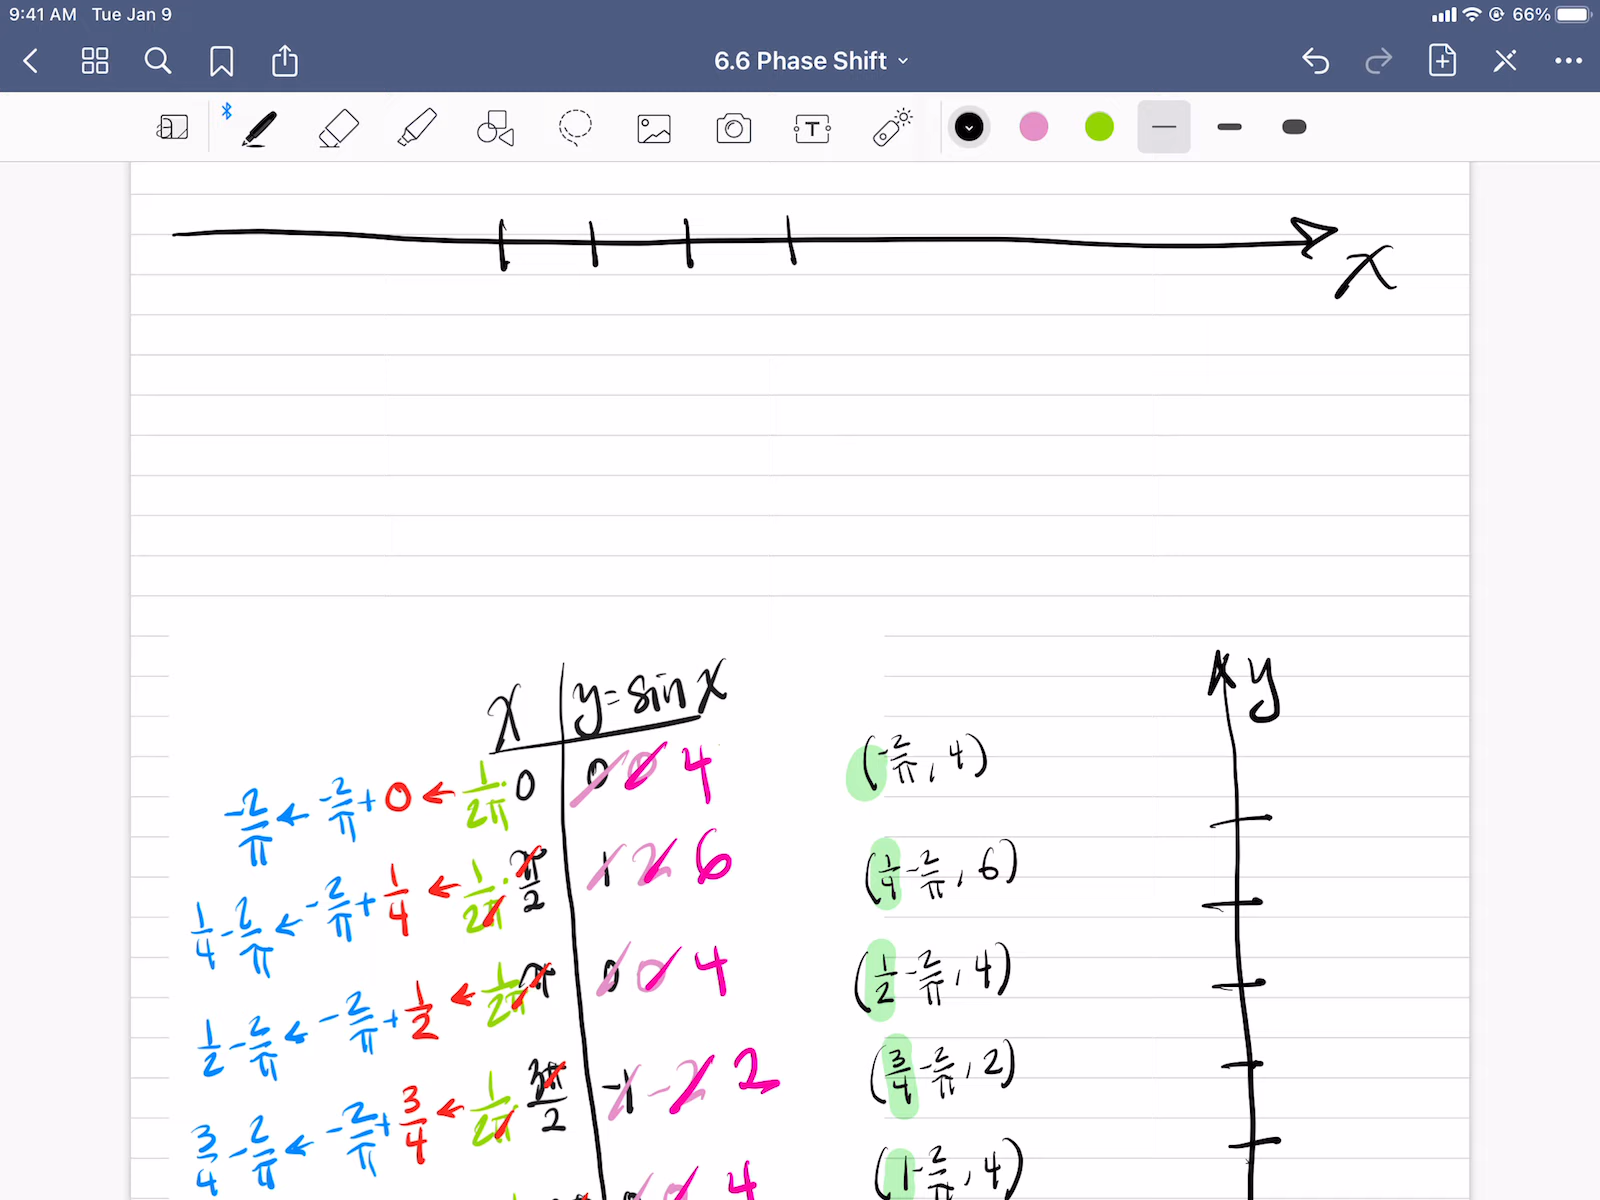 9:41 AM Tue Jan 9 66%
6.6 Phase Shift
T
x
x y=sin x
y
-2/π ← -2/π + 0 ← 1/2π · 0 0 0 4 (-2/π, 4)
1/4 - 2/π ← -2/π + 1/4 ← 1/2π · π/2 1 2 6 (1/4 - 2/π, 6)
1/2 - 2/π ← -2/π + 1/2 ← 1/2π · π 0 0 4 (1/2 - 2/π, 4)
3/4 - 2/π ← -2/π + 3/4 ← 1/2π · 3π/2 -1 -2 2 (3/4 - 2/π, 2)
4 (1 - 2/π, 4)